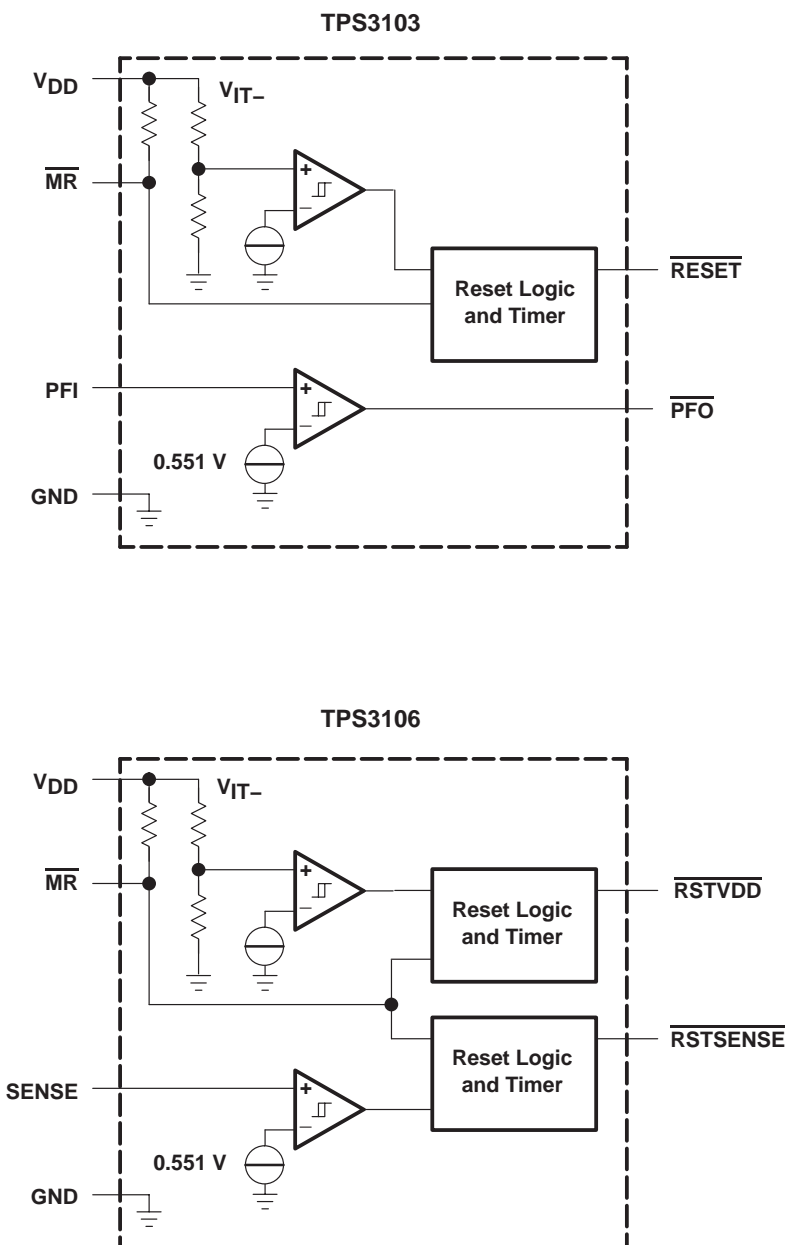 TPS3103
VDD
VIT–
MR
+
–
RESET
Reset Logic
and Timer
PFI
+
–
PFO
0.551 V
GND
TPS3106
VDD
VIT–
MR
+
–
RSTVDD
Reset Logic
and Timer
RSTSENSE
Reset Logic
and Timer
SENSE
+
–
0.551 V
GND